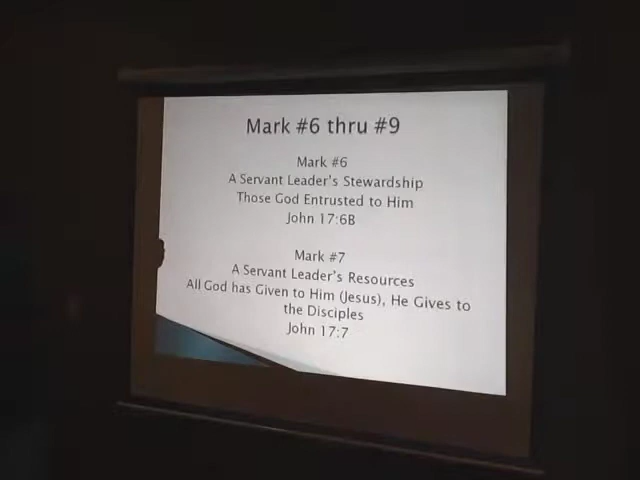 Mark #6 thru #9
Mark #6
A Servant Leader's Stewardship
Those God Entrusted to Him
John 17:6B
Mark #7
A Servant Leader's Resources
All God has Given to Him (Jesus), He Gives to
the Disciples
John 17:7